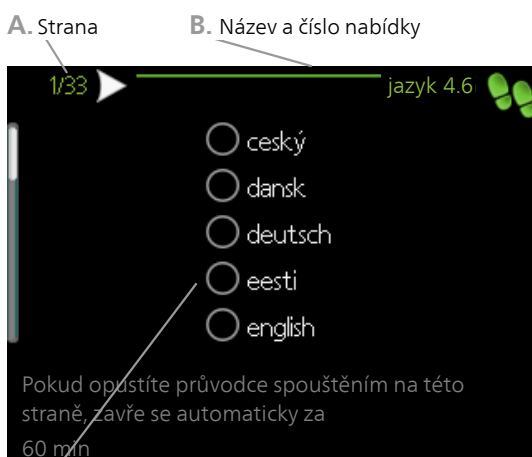 A. Strana
B. Název a číslo nabídky
1/33
jazyk 4.6
ceský
dansk
deutsch
eesti
english
Pokud opustíte průvodce spouštěním na této
straně, zavře se automaticky za
60 min